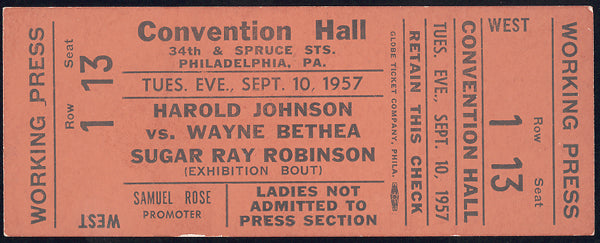 WORKING PRESS
Row 1 Seat 13
WEST
Convention Hall
34th & SPRUCE STS.
PHILADELPHIA, PA.
TUES. EVE., SEPT. 10, 1957
HAROLD JOHNSON
vs. WAYNE BETHEA
SUGAR RAY ROBINSON
(EXHIBITION BOUT)
SAMUEL ROSE
PROMOTER
LADIES NOT
ADMITTED TO
PRESS SECTION
GLOBE TICKET COMPANY, PHILA.
RETAIN THIS CHECK
TUES. EVE., SEPT. 10, 1957
CONVENTION HALL
WEST
Row 1 Seat 13
WORKING PRESS